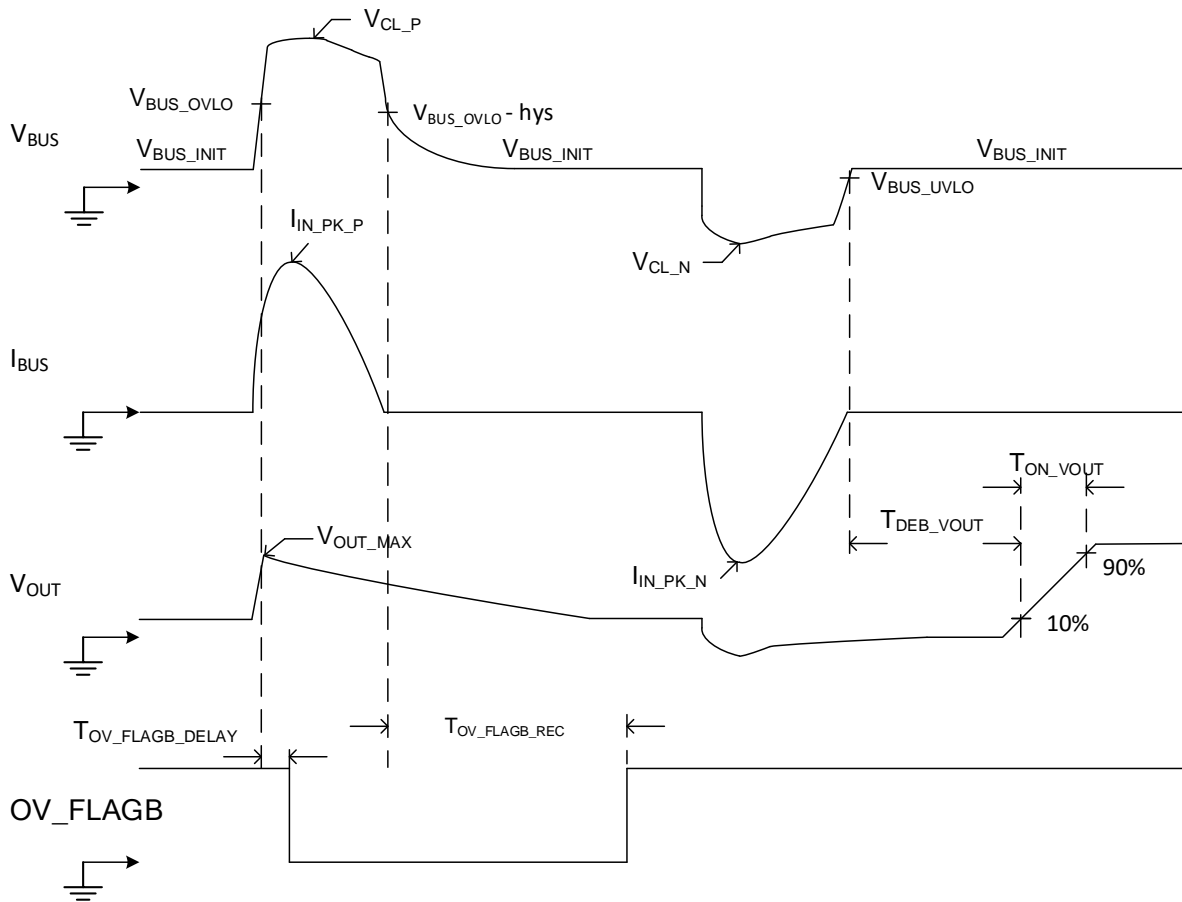 V_CL_P
V_BUS_OVLO
V_BUS_OVLO - hys
V_BUS
V_BUS_INIT
V_BUS_INIT
V_BUS_INIT
V_BUS_UVLO
V_CL_N
I_IN_PK_P
I_BUS
T_ON_VOUT
T_DEB_VOUT
V_OUT_MAX
I_IN_PK_N
90%
V_OUT
10%
T_OV_FLAGB_DELAY
T_OV_FLAGB_REC
OV_FLAGB